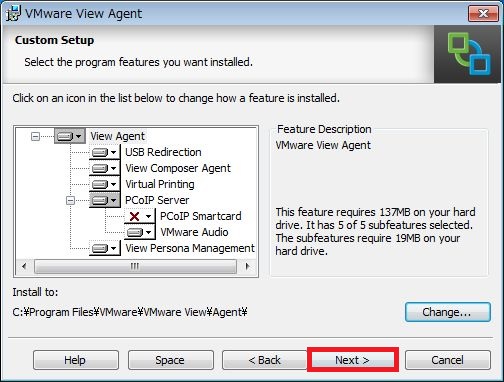 VMware View Agent
Custom Setup
Select the program features you want installed.
Click on an icon in the list below to change how a feature is installed.
View Agent
USB Redirection
View Composer Agent
Virtual Printing
PCoIP Server
PCoIP Smartcard
VMware Audio
View Persona Management
Feature Description
VMware View Agent
This feature requires 137MB on your
hard drive. It has 5 of 5 subfeatures selected.
The subfeatures require 19MB on your
hard drive.
Install to:
C:¥Program Files¥VMware¥VMware View¥Agent¥
Change...
Help
Space
< Back
Next >
Cancel